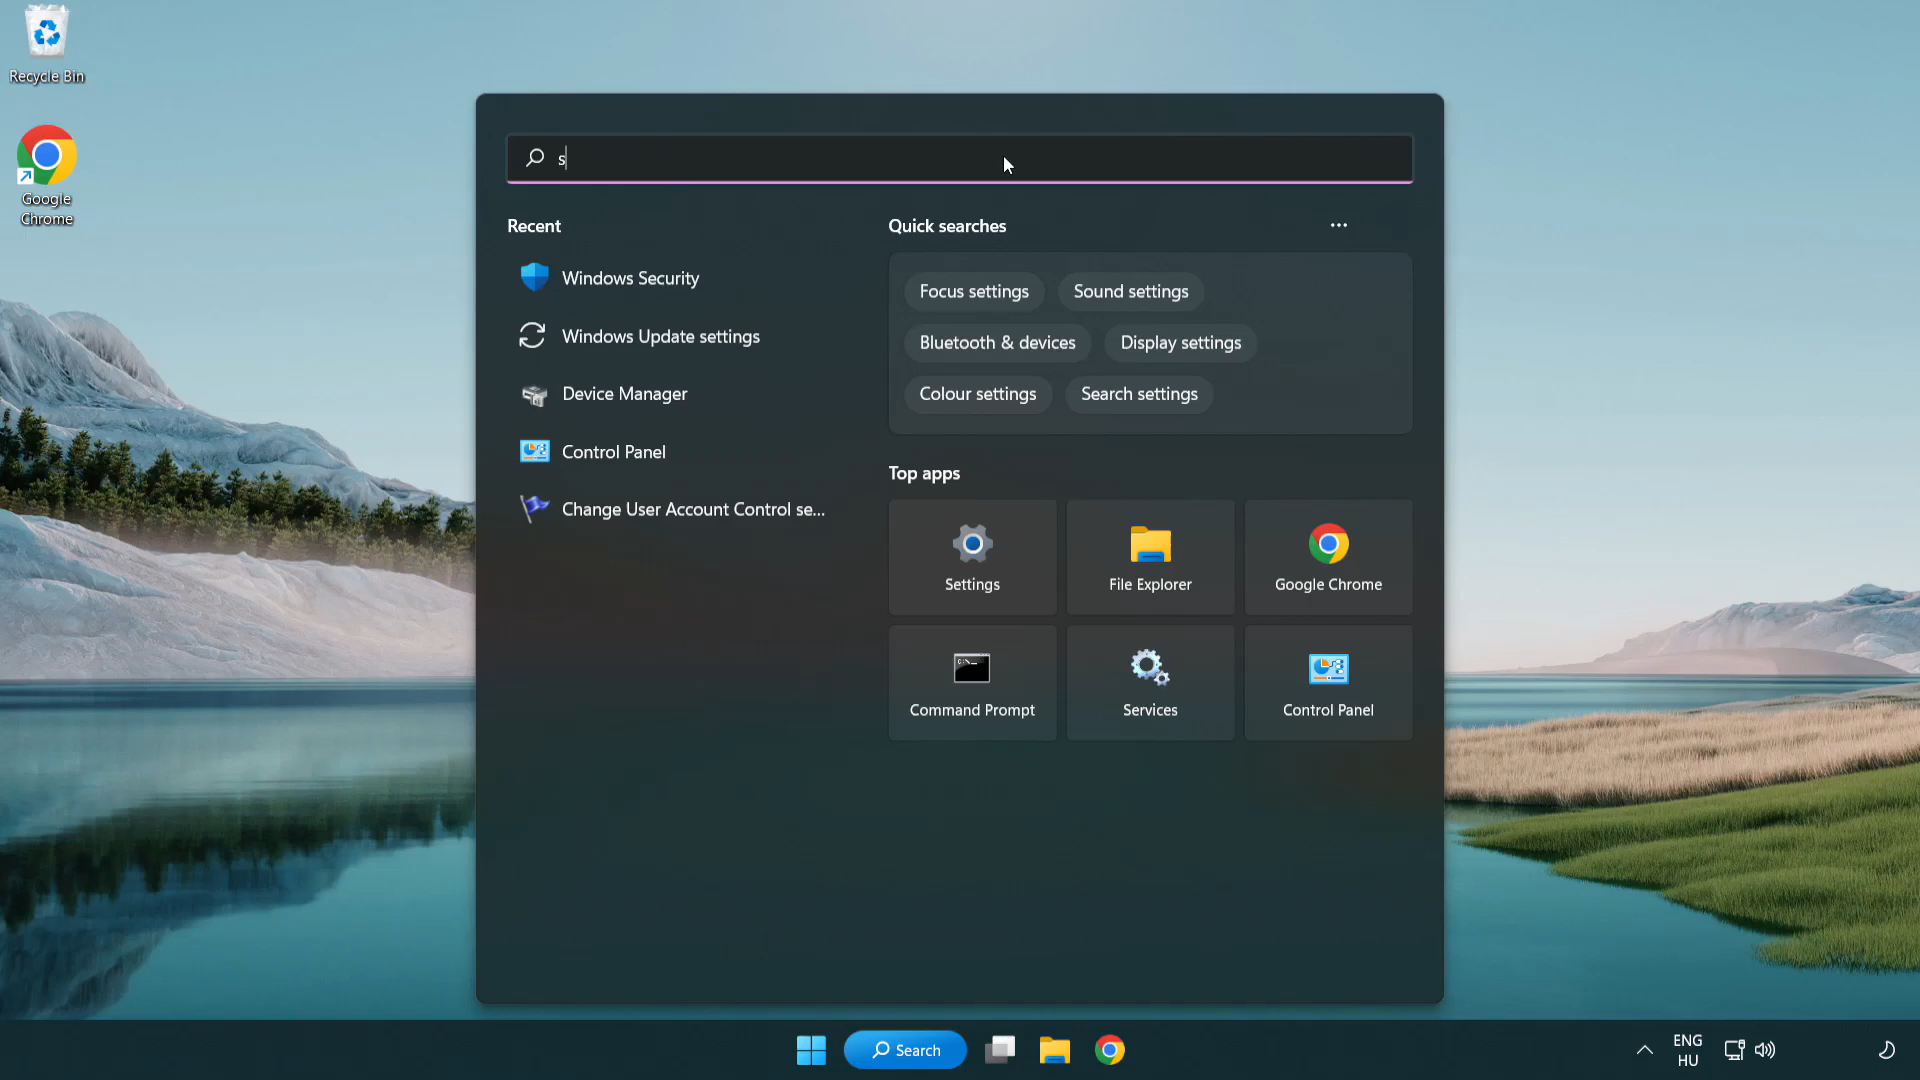 Recycle Bin
Google
Chrome
s
Recent
Quick searches
Windows Security
Windows Update settings
Device Manager
Control Panel
Change User Account Control se...
Focus settings
Sound settings
Bluetooth & devices
Display settings
Colour settings
Search settings
Top apps
Settings
File Explorer
Google Chrome
Command Prompt
Services
Control Panel
Search
ENG
HU